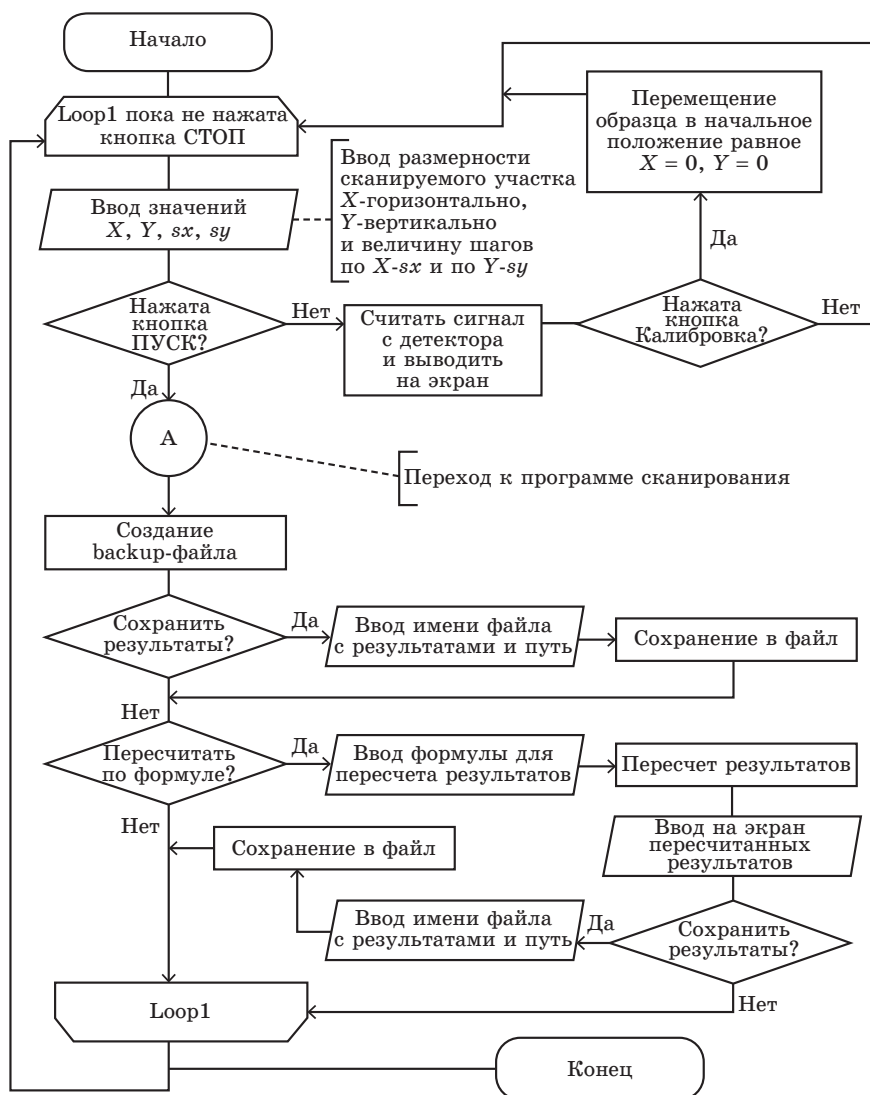 Начало
Loop1 пока не нажата
кнопка СТОП
Перемещение
образца в начальное
положение равное
X = 0, Y = 0
Ввод размерности
сканируемого участка
X-горизонтально,
Y-вертикально
и величину шагов
по X-sx и по Y-sy
Ввод значений
X, Y, sx, sy
Да
Нажата
кнопка
ПУСК?
Нет
Считать сигнал
с детектора
и выводить
на экран
Нажата
кнопка
Калибровка?
Нет
Да
А
Переход к программе сканирования
Создание
backup-файла
Сохранить
результаты?
Да
Ввод имени файла
с результатами и путь
Сохранение в файл
Нет
Пересчитать
по формуле?
Да
Ввод формулы для
пересчета результатов
Пересчет результатов
Нет
Ввод на экран
пересчитанных
результатов
Сохранение в файл
Ввод имени файла
с результатами и путь
Да
Сохранить
результаты?
Нет
Loop1
Конец